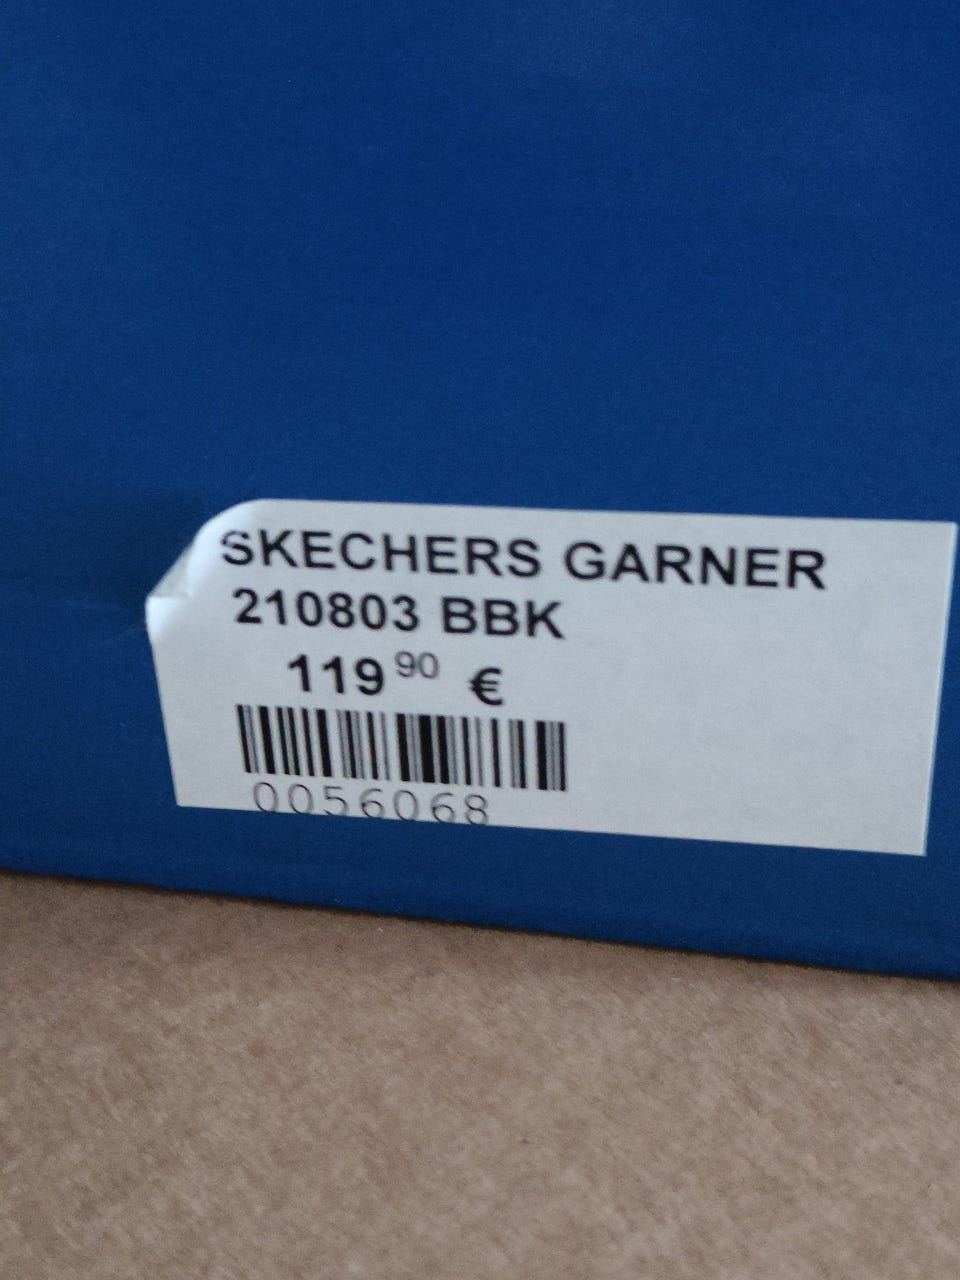 SKECHERS GARNER
210803 BBK
119 90 €
0056068